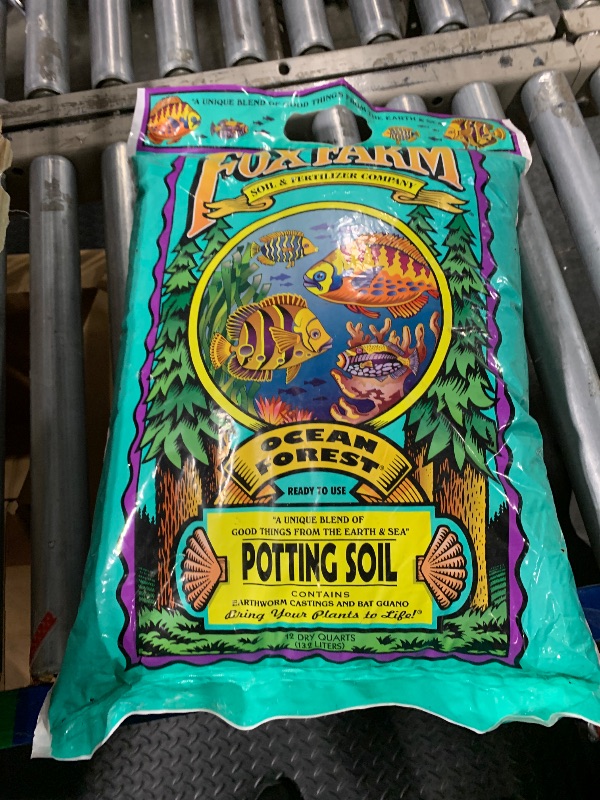 "A UNIQUE BLEND OF GOOD THINGS FROM THE EARTH &
FOXFARM
SOIL & FERTILIZER COMPANY
OCEAN
FOREST®
READY TO USE
"A UNIQUE BLEND OF
GOOD THINGS FROM THE EARTH & SEA"
POTTING SOIL
CONTAINS
EARTHWORM CASTINGS AND BAT GUANO
Bring Your Plants to Life!®
12 DRY QUARTS
(13.2 LITERS)